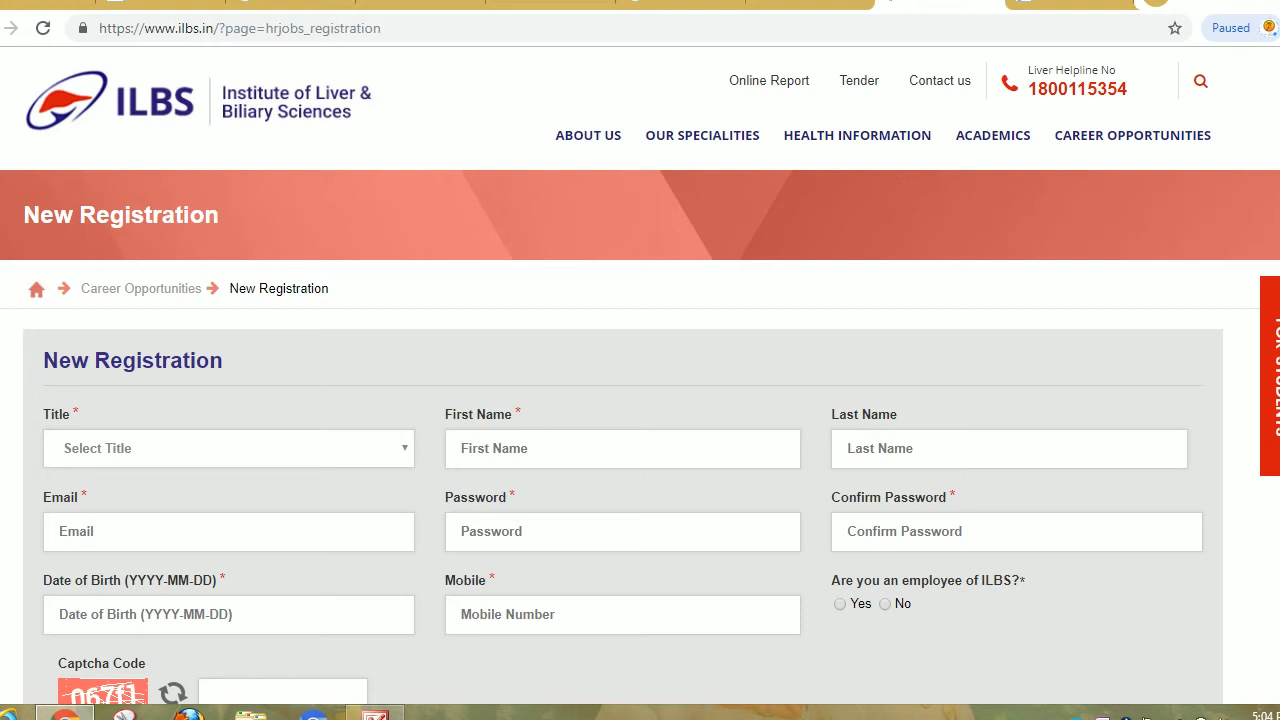 https://www.ilbs.in/?page=hrjobs_registration
Paused
ILBS
Institute of Liver &
Biliary Sciences
Online Report
Tender
Contact us
Liver Helpline No
1800115354
ABOUT US
OUR SPECIALITIES
HEALTH INFORMATION
ACADEMICS
CAREER OPPORTUNITIES
New Registration
Career Opportunities
New Registration
FOR STUDENTS
New Registration
Title *
First Name *
Last Name
Select Title
First Name
Last Name
Email *
Password *
Confirm Password *
Email
Password
Confirm Password
Date of Birth (YYYY-MM-DD) *
Mobile *
Are you an employee of ILBS?*
Date of Birth (YYYY-MM-DD)
Mobile Number
Yes
No
Captcha Code
5:04